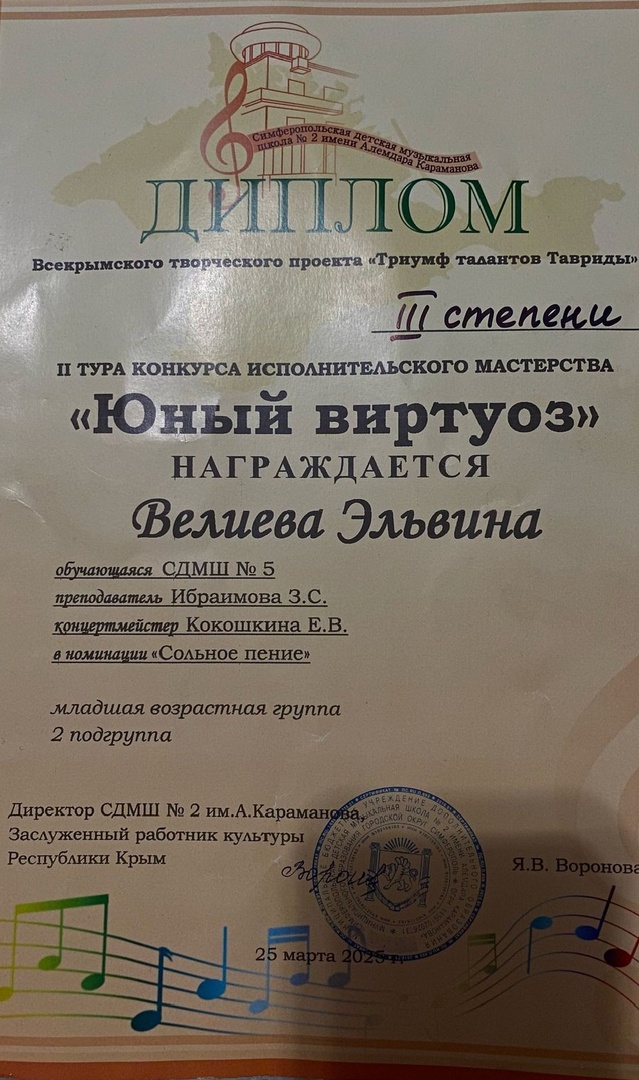 Симферопольская детская музыкальная
школа № 2 имени Алемдара Караманова
ДИПЛОМ
Всекрымского творческого проекта «Триумф талантов Тавриды»
III степени
II ТУРА КОНКУРСА ИСПОЛНИТЕЛЬСКОГО МАСТЕРСТВА
«Юный виртуоз»
НАГРАЖДАЕТСЯ
Велиева Эльвина
обучающаяся СДМШ № 5
преподаватель Ибраимова З.С.
концертмейстер Кокошкина Е.В.
в номинации «Сольное пение»
младшая возрастная группа
2 подгруппа
Директор СДМШ № 2 им.А.Караманова,
Заслуженный работник культуры
Республики Крым
Я.В. Воронова
25 марта 2025 г.